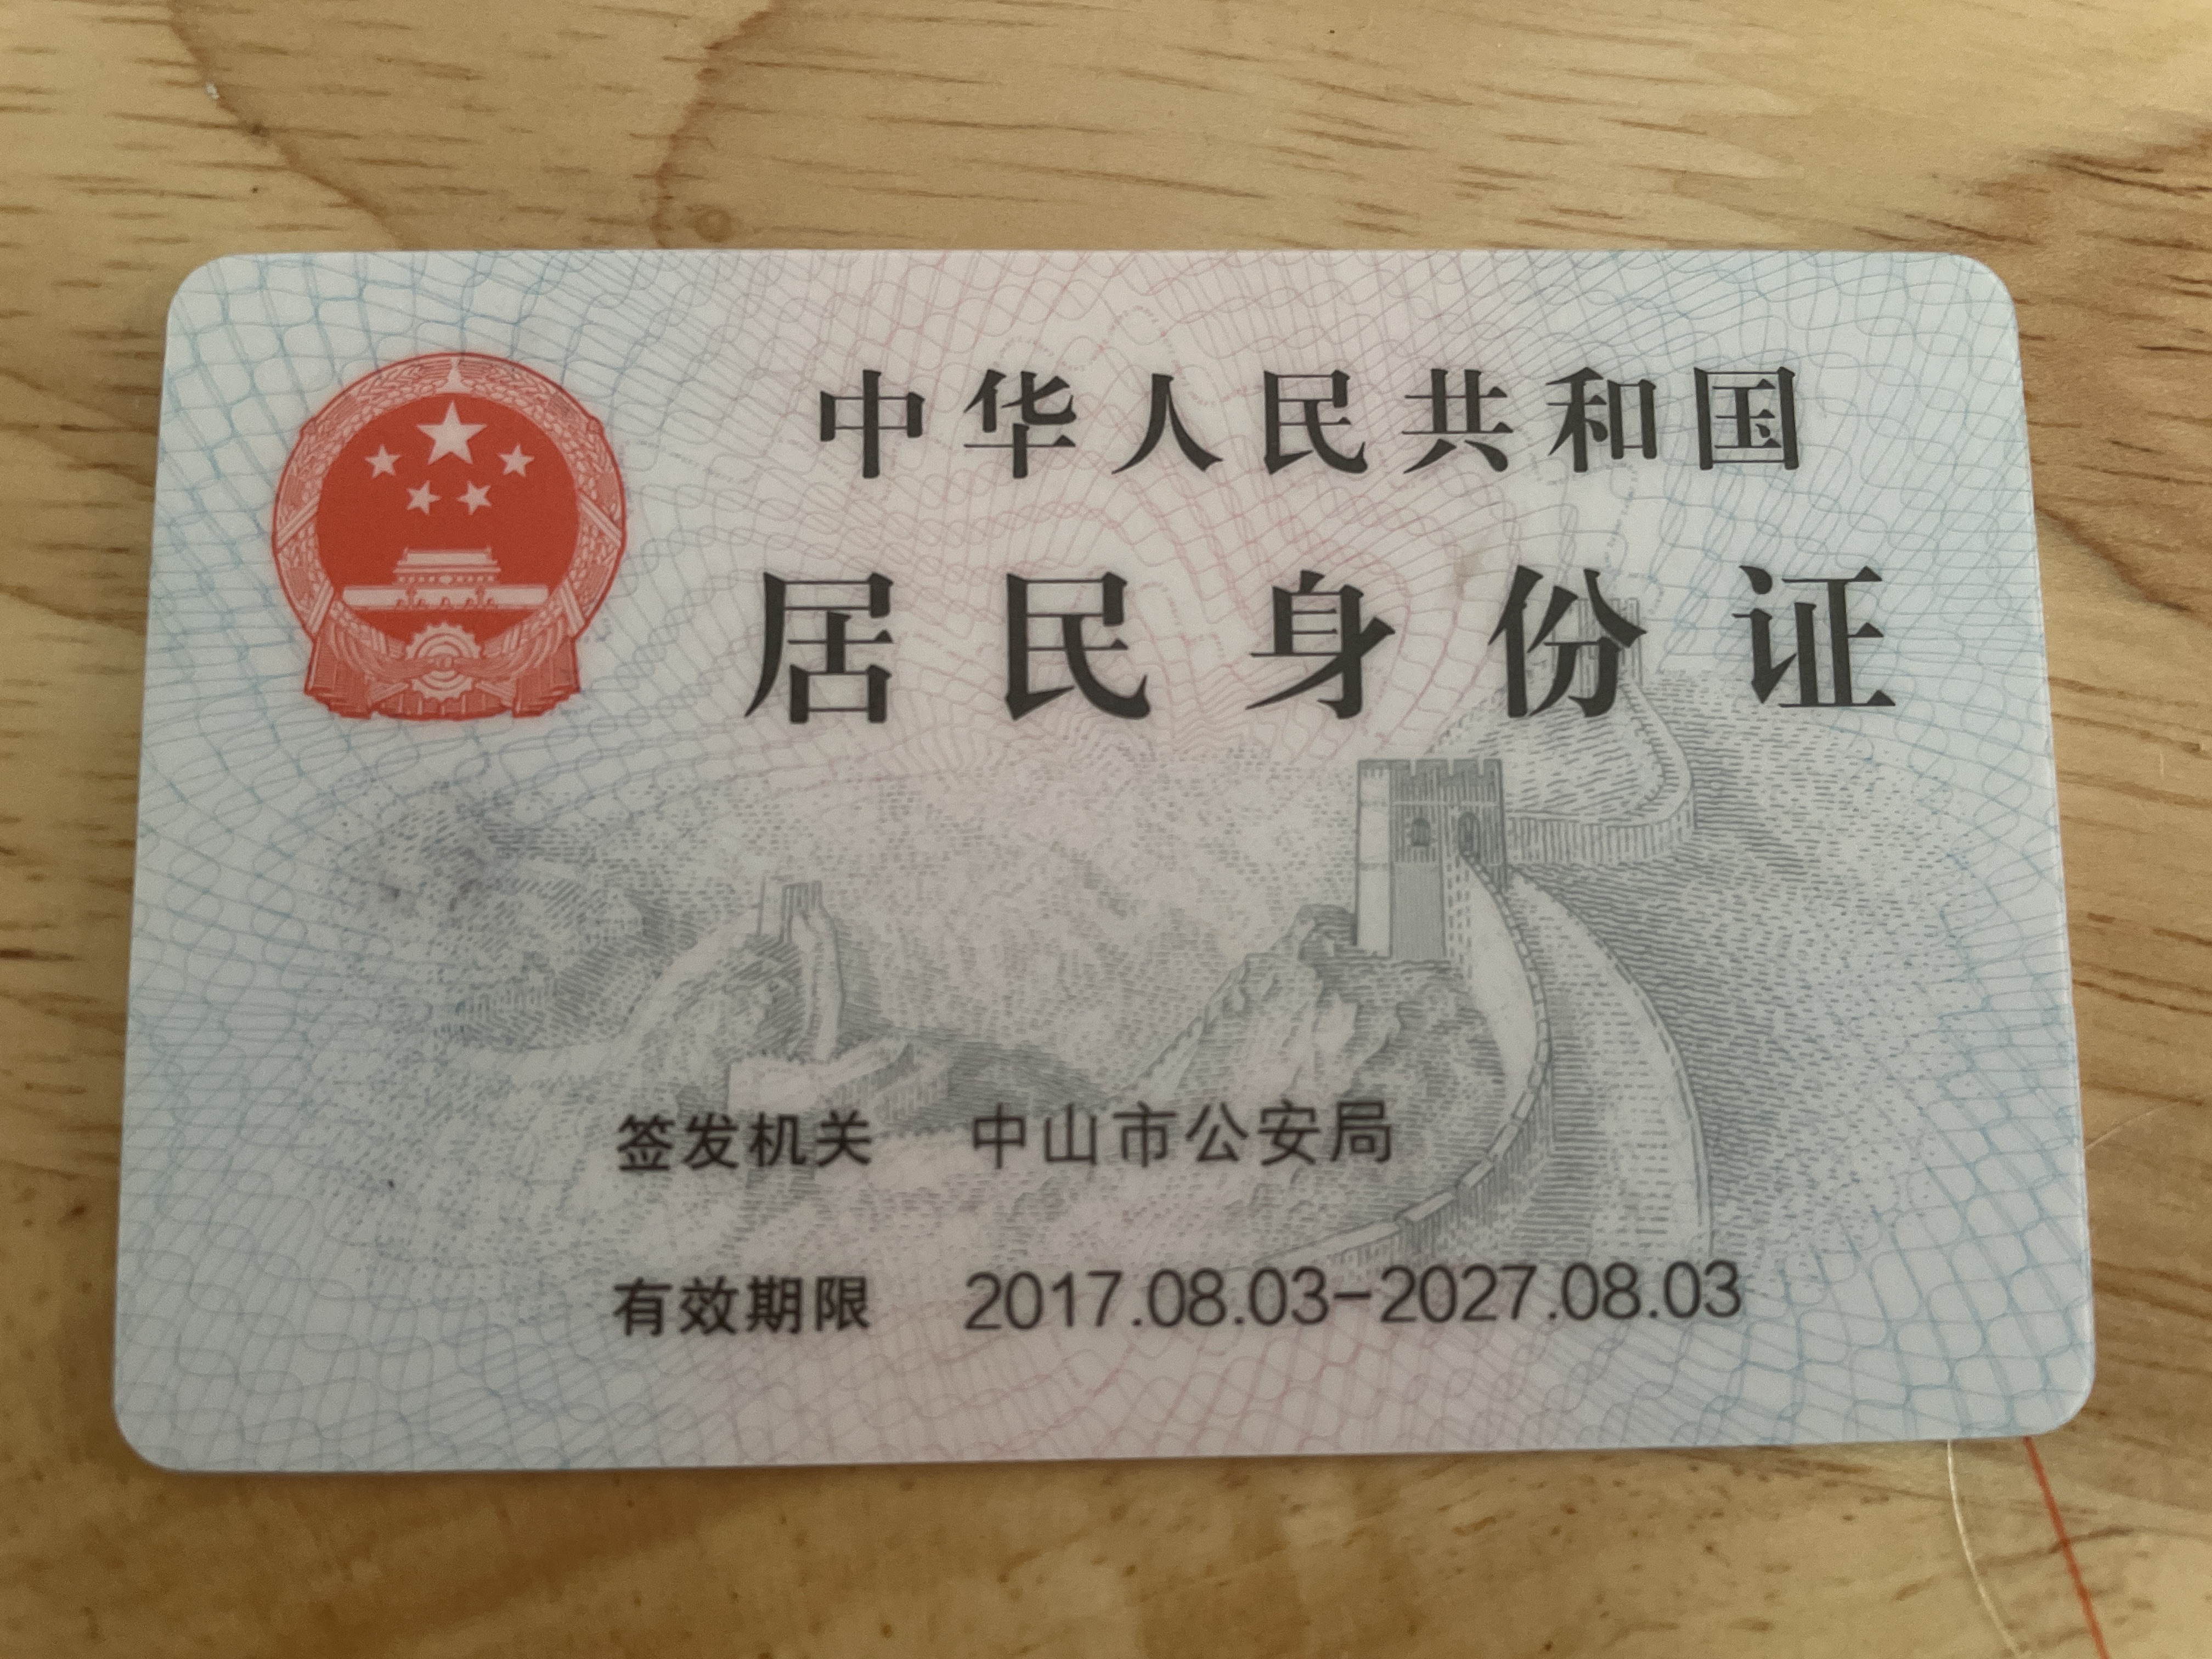 中华人民共和国
居民身份证
签发机关 中山市公安局
有效期限 2017.08.03-2027.08.03